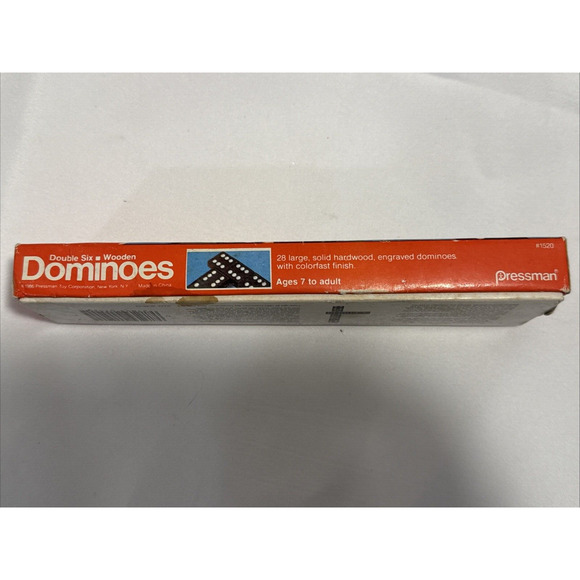 Double Six ■ Wooden
Dominoes
Pressman Toy Corporation, New York, N.Y. Made in China
28 large, solid hardwood, engraved dominoes.
with colorfast finish.
Ages 7 to adult
#1520
Pressman